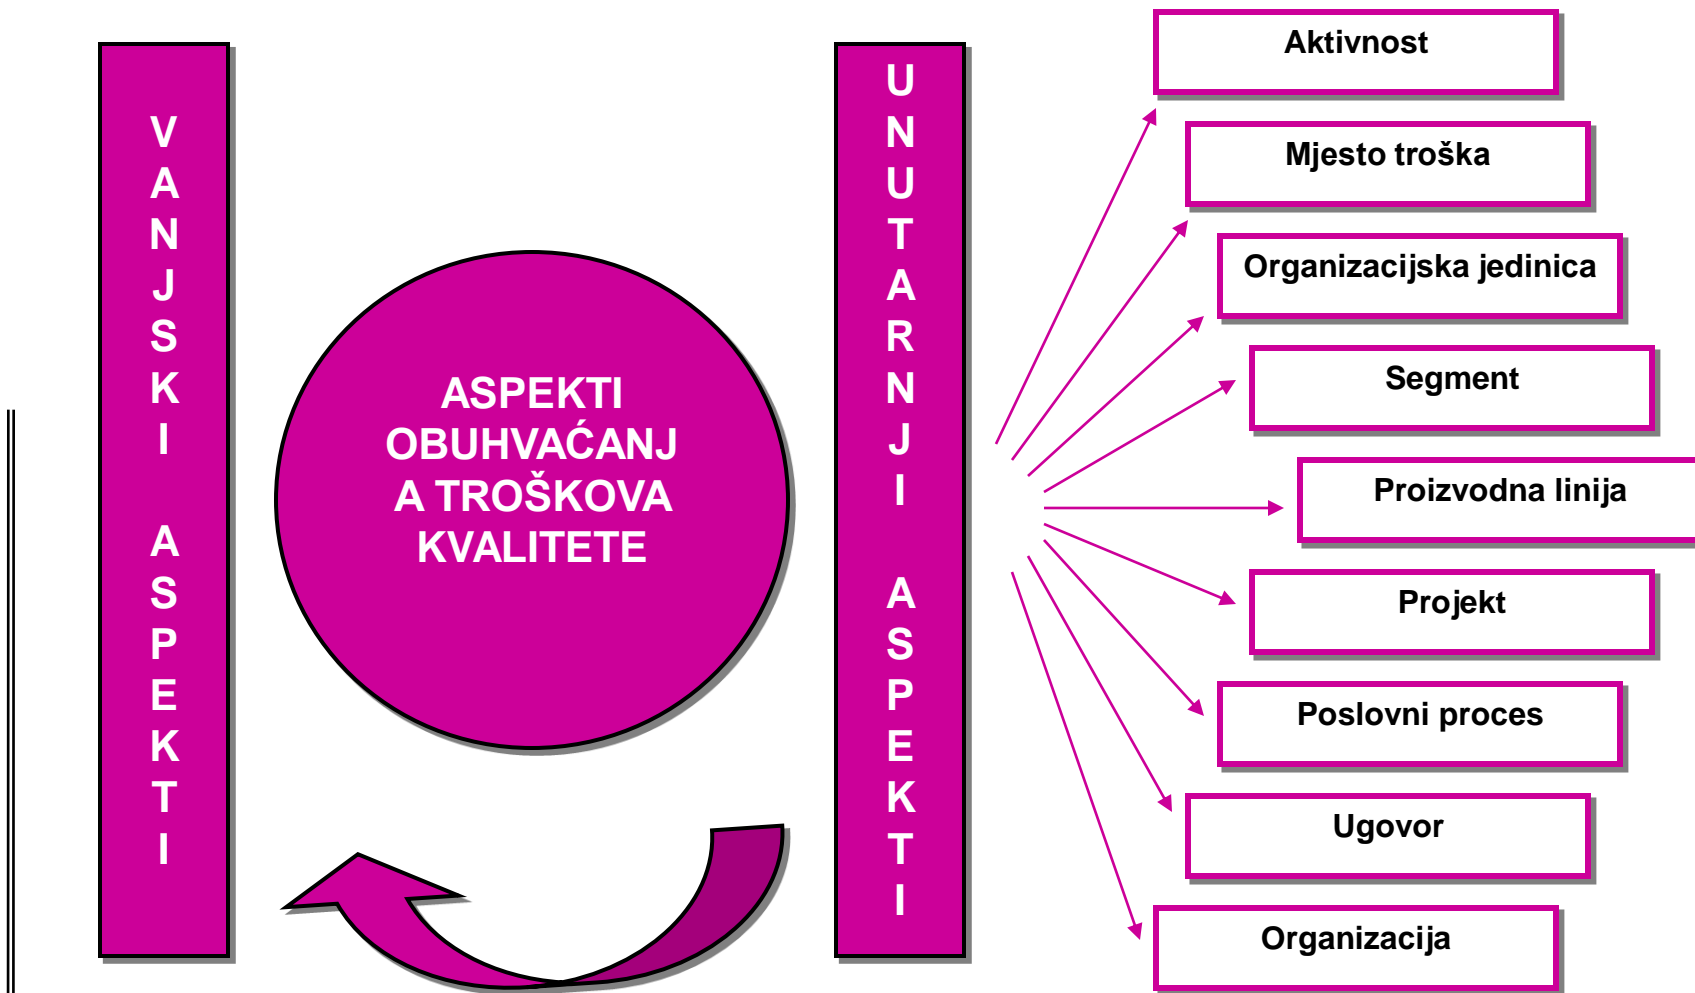 VANJSKI ASPEKTI
ASPEKTI
OBUHVAĆANJ
A TROŠKOVA
KVALITETE
UNUTARNJI ASPEKTI
Aktivnost
Mjesto troška
Organizacijska jedinica
Segment
Proizvodna linija
Projekt
Poslovni proces
Ugovor
Organizacija